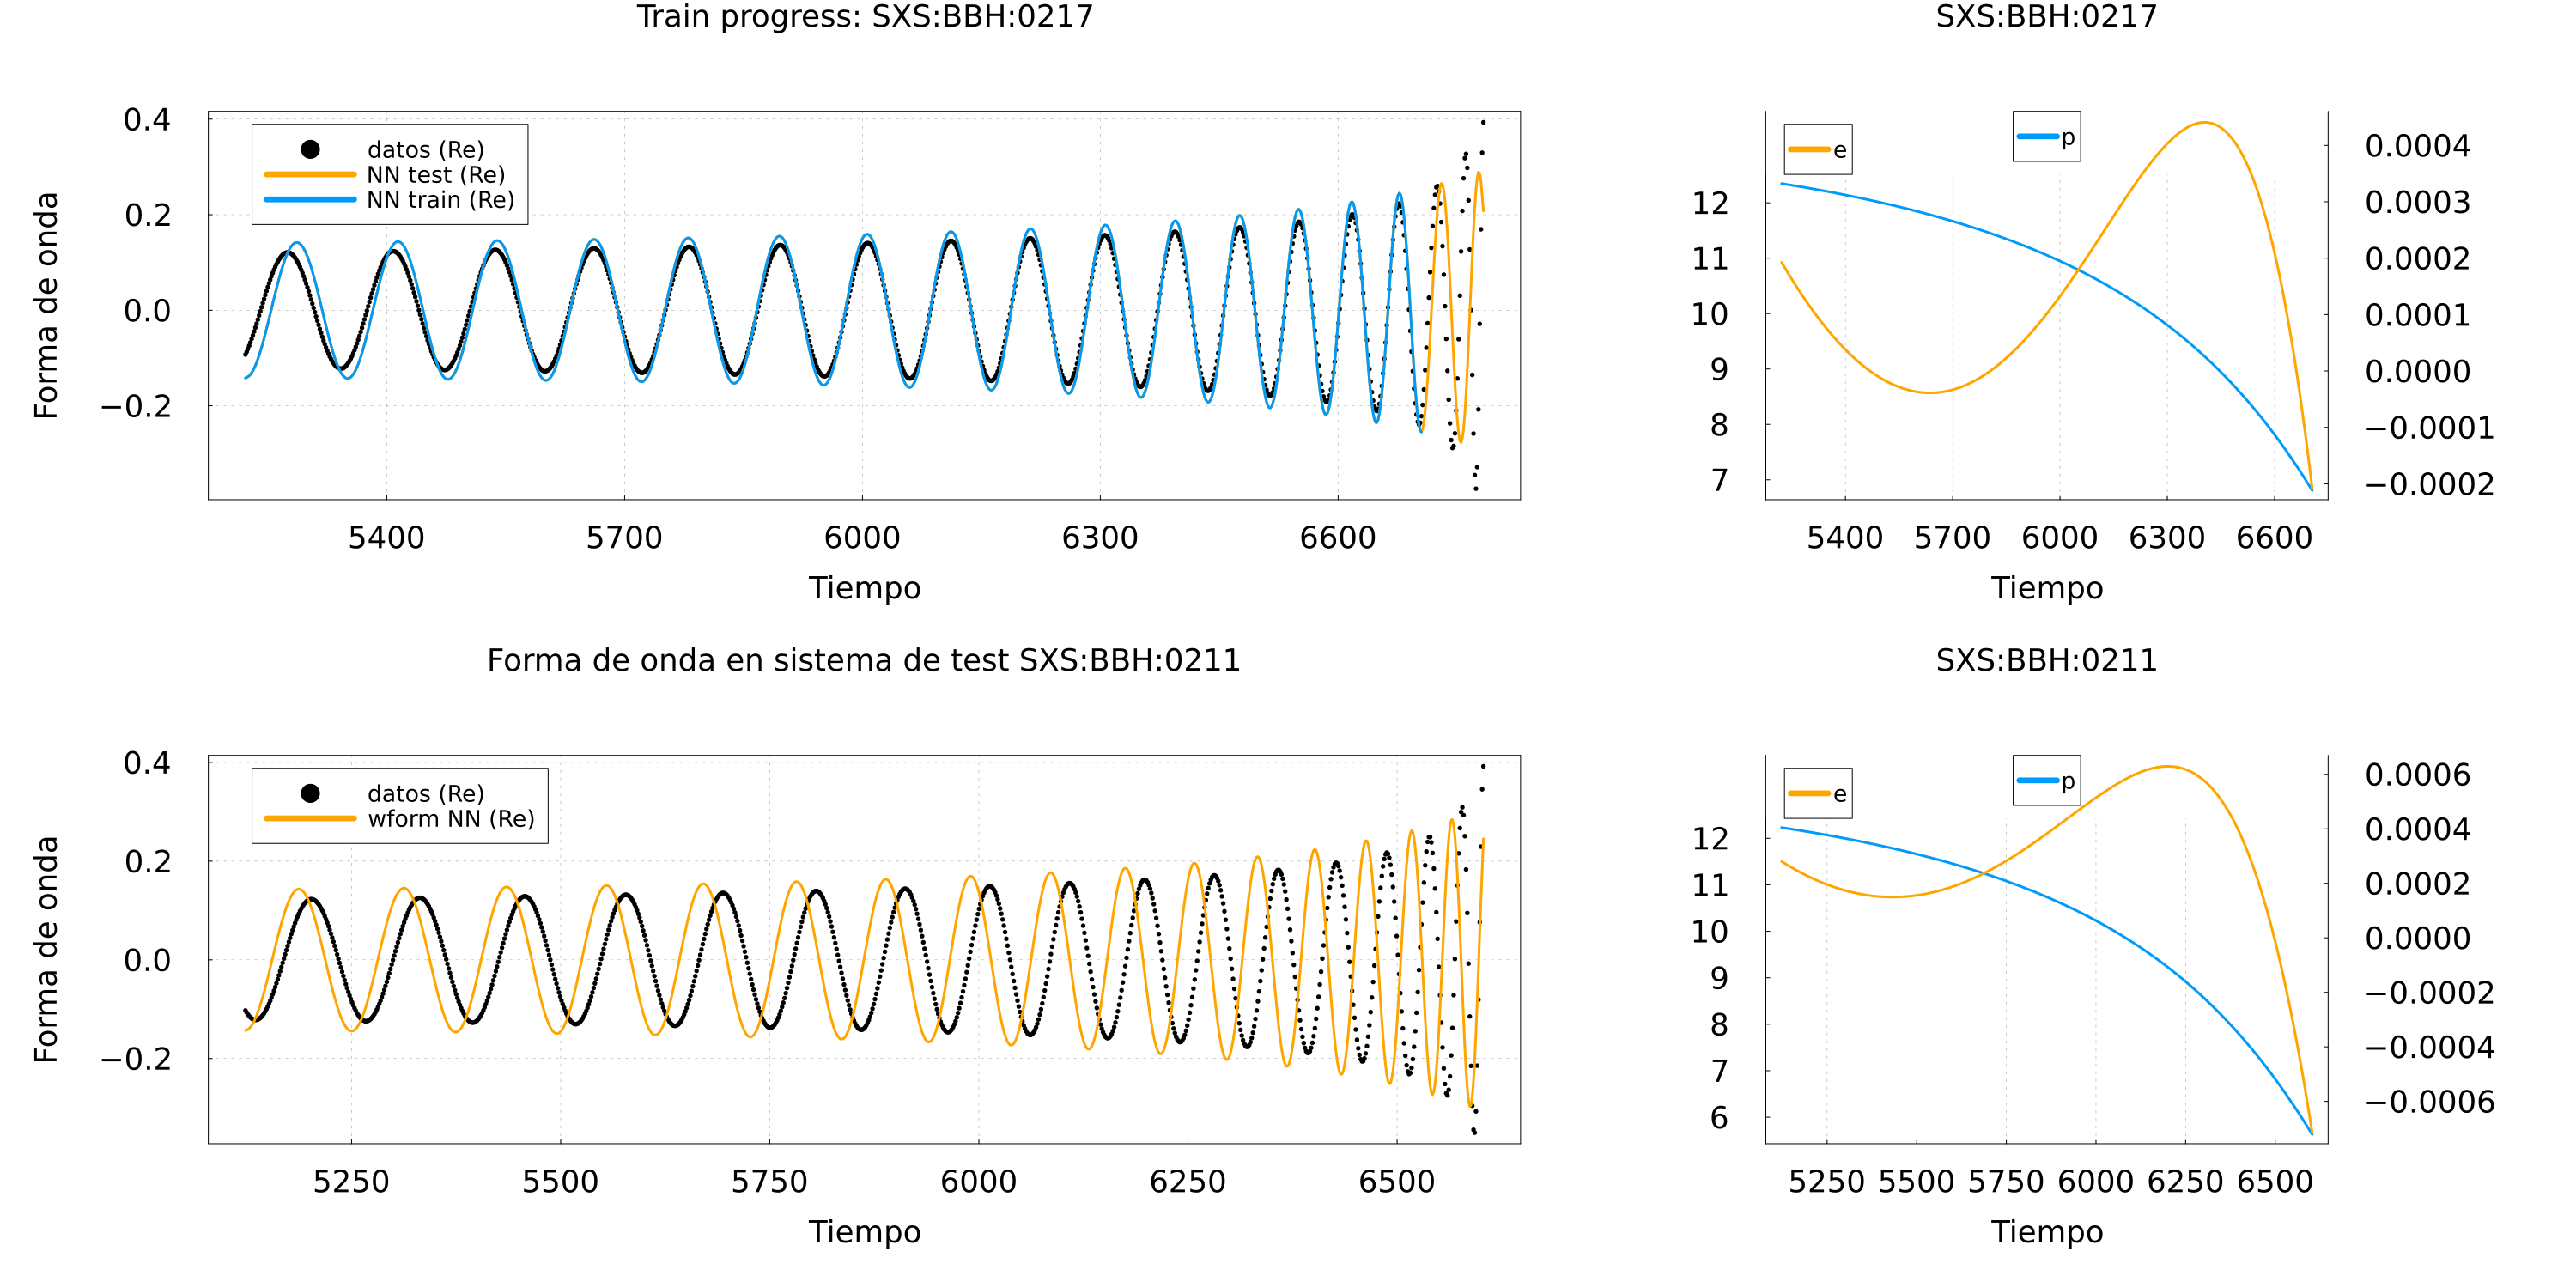 Train progress: SXS:BBH:0217
0.4
0.2
0.0
−0.2
Forma de onda
datos (Re)
NN test (Re)
NN train (Re)
5400 5700 6000 6300 6600
Tiempo
SXS:BBH:0217
12
11
10
9
8
7
e
p
0.0004
0.0003
0.0002
0.0001
0.0000
−0.0001
−0.0002
5400 5700 6000 6300 6600
Tiempo
Forma de onda en sistema de test SXS:BBH:0211
0.4
0.2
0.0
−0.2
Forma de onda
datos (Re)
wform NN (Re)
5250 5500 5750 6000 6250 6500
Tiempo
SXS:BBH:0211
12
11
10
9
8
7
6
e
p
0.0006
0.0004
0.0002
0.0000
−0.0002
−0.0004
−0.0006
5250 5500 5750 6000 6250 6500
Tiempo